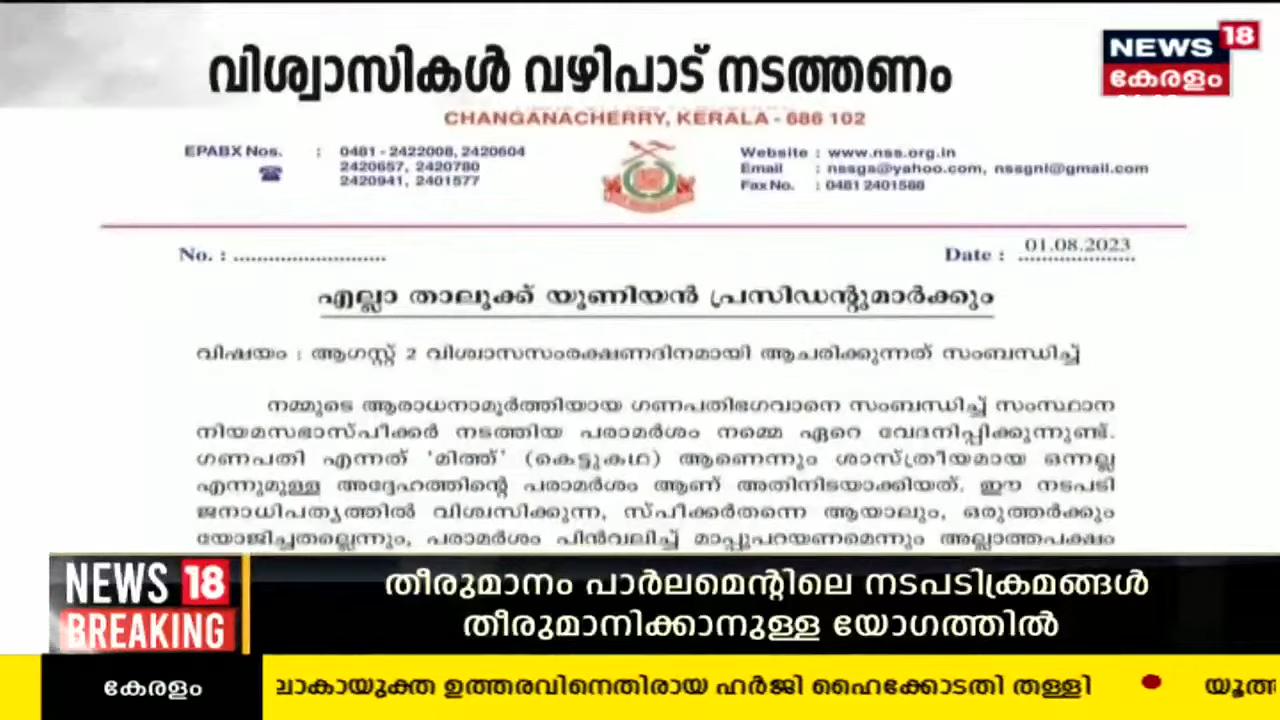 വിശ്വാസികൾ വഴിപാട് നടത്തണം
NEWS 18
കേരളം
CHANGANACHERRY, KERALA - 686 102
EPABX Nos. : 0481 - 2422008, 2420604
2420657, 2420780
2420941, 2401577
Website : www.nss.org.in
Email : nssgs@yahoo.com, nssgnl@gmail.com
Fax No. : 0481 2401588
No. : ..........................
Date : 01.08.2023
എല്ലാ താലൂക്ക് യൂണിയൻ പ്രസിഡന്റുമാർക്കും
വിഷയം : ആഗസ്റ്റ് 2 വിശ്വാസസംരക്ഷണദിനമായി ആചരിക്കുന്നത് സംബന്ധിച്ച്
നമ്മുടെ ആരാധനാമൂർത്തിയായ ഗണപതിഭഗവാനെ സംബന്ധിച്ച് സംസ്ഥാന
നിയമസഭാസ്പീക്കർ നടത്തിയ പരാമർശം നമ്മെ ഏറെ വേദനിപ്പിക്കുന്നുണ്ട്.
ഗണപതി എന്നത് 'മിത്ത്' (കെട്ടുകഥ) ആണെന്നും ശാസ്ത്രീയമായ ഒന്നല്ല
എന്നുമുള്ള അദ്ദേഹത്തിന്റെ പരാമർശം ആണ് അതിനിടയാക്കിയത്. ഈ നടപടി
ജനാധിപത്യത്തിൽ വിശ്വസിക്കുന്ന, സ്പീക്കർതന്നെ ആയാലും, ഒരുത്തർക്കും
യോജിച്ചതല്ലെന്നും, പരാമർശം പിൻവലിച്ച് മാപ്പുപറയണമെന്നും അല്ലാത്തപക്ഷം
NEWS 18
BREAKING
തീരുമാനം പാർലമെന്റിലെ നടപടിക്രമങ്ങൾ
തീരുമാനിക്കാനുള്ള യോഗത്തിൽ
കേരളം
ലാകായുക്ത ഉത്തരവിനെതിരായ ഹർജി ഹൈക്കോടതി തള്ളി • യൂത്ത